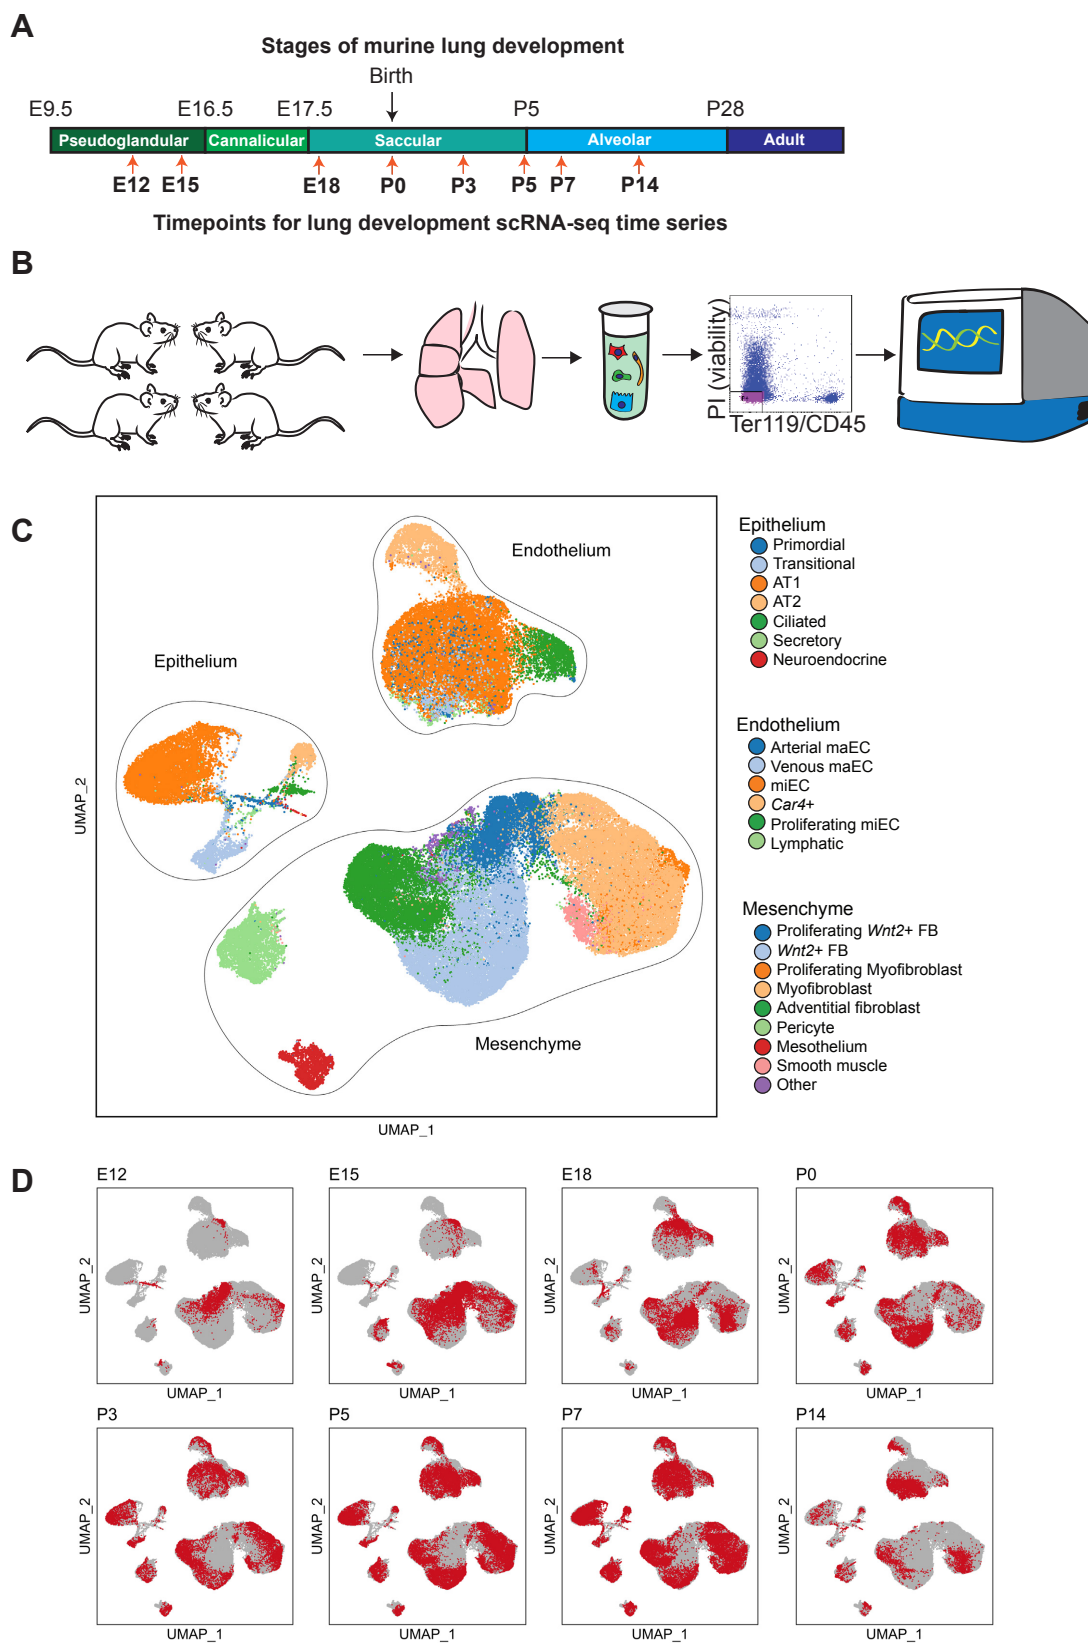 A
Stages of murine lung development
Birth
E9.5 E16.5 E17.5 P5 P28
Pseudoglandular Cannalicular Saccular Alveolar Adult
E12 E15 E18 P0 P3 P5 P7 P14
Timepoints for lung development scRNA-seq time series
B
PI (viability)
Ter119/CD45
C
Endothelium
Epithelium
Mesenchyme
UMAP_2
UMAP_1
Epithelium
Primordial
Transitional
AT1
AT2
Ciliated
Secretory
Neuroendocrine
Endothelium
Arterial maEC
Venous maEC
miEC
Car4+
Proliferating miEC
Lymphatic
Mesenchyme
Proliferating Wnt2+ FB
Wnt2+ FB
Proliferating Myofibroblast
Myofibroblast
Adventitial fibroblast
Pericyte
Mesothelium
Smooth muscle
Other
D
E12 E15 E18 P0
UMAP_2 UMAP_2 UMAP_2 UMAP_2
UMAP_1 UMAP_1 UMAP_1 UMAP_1
P3 P5 P7 P14
UMAP_2 UMAP_2 UMAP_2 UMAP_2
UMAP_1 UMAP_1 UMAP_1 UMAP_1